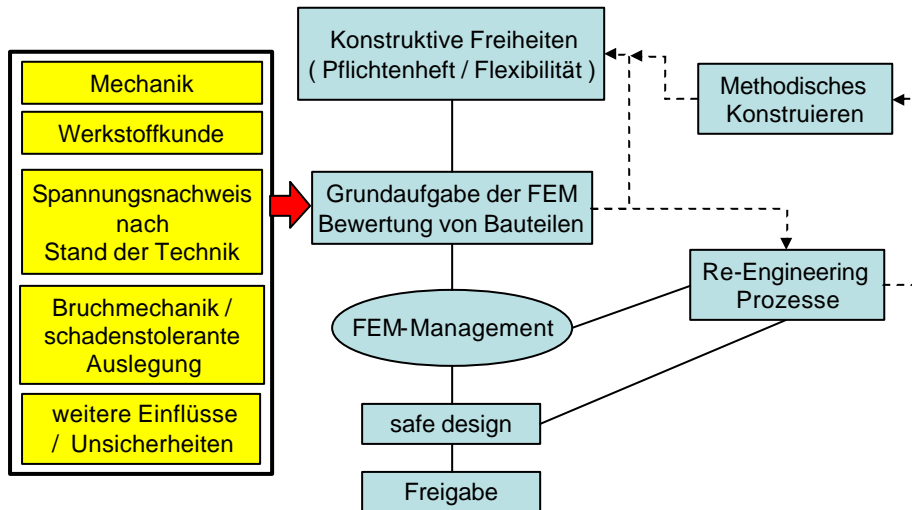 Konstruktive Freiheiten
( Pflichtenheft / Flexibilität )
Methodisches
Konstruieren
Mechanik
Werkstoffkunde
Spannungsnachweis
nach
Stand der Technik
Bruchmechanik /
schadenstolerante
Auslegung
weitere Einflüsse
/ Unsicherheiten
Grundaufgabe der FEM
Bewertung von Bauteilen
Re-Engineering
Prozesse
FEM-Management
safe design
Freigabe